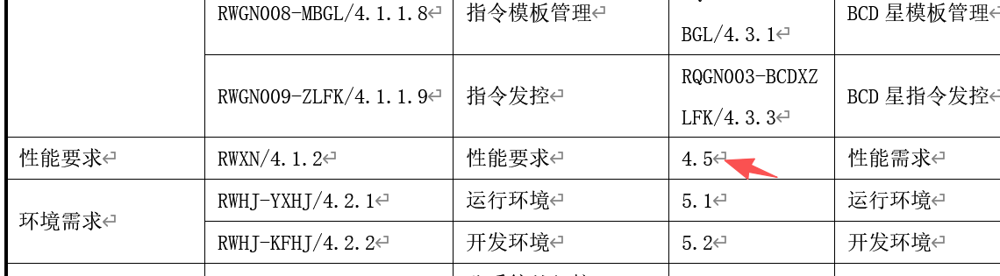 RWGN008-MBGL/4.1.1.8
指令模板管理
BGL/4.3.1
BCD 星模板管理
RWGN009-ZLFK/4.1.1.9
指令发控
RQGN003-BCDXZ
LFK/4.3.3
BCD 星指令发控
性能要求
RWXN/4.1.2
性能要求
4.5
性能需求
环境需求
RWHJ-YXHJ/4.2.1
运行环境
5.1
运行环境
RWHJ-KFHJ/4.2.2
开发环境
5.2
开发环境